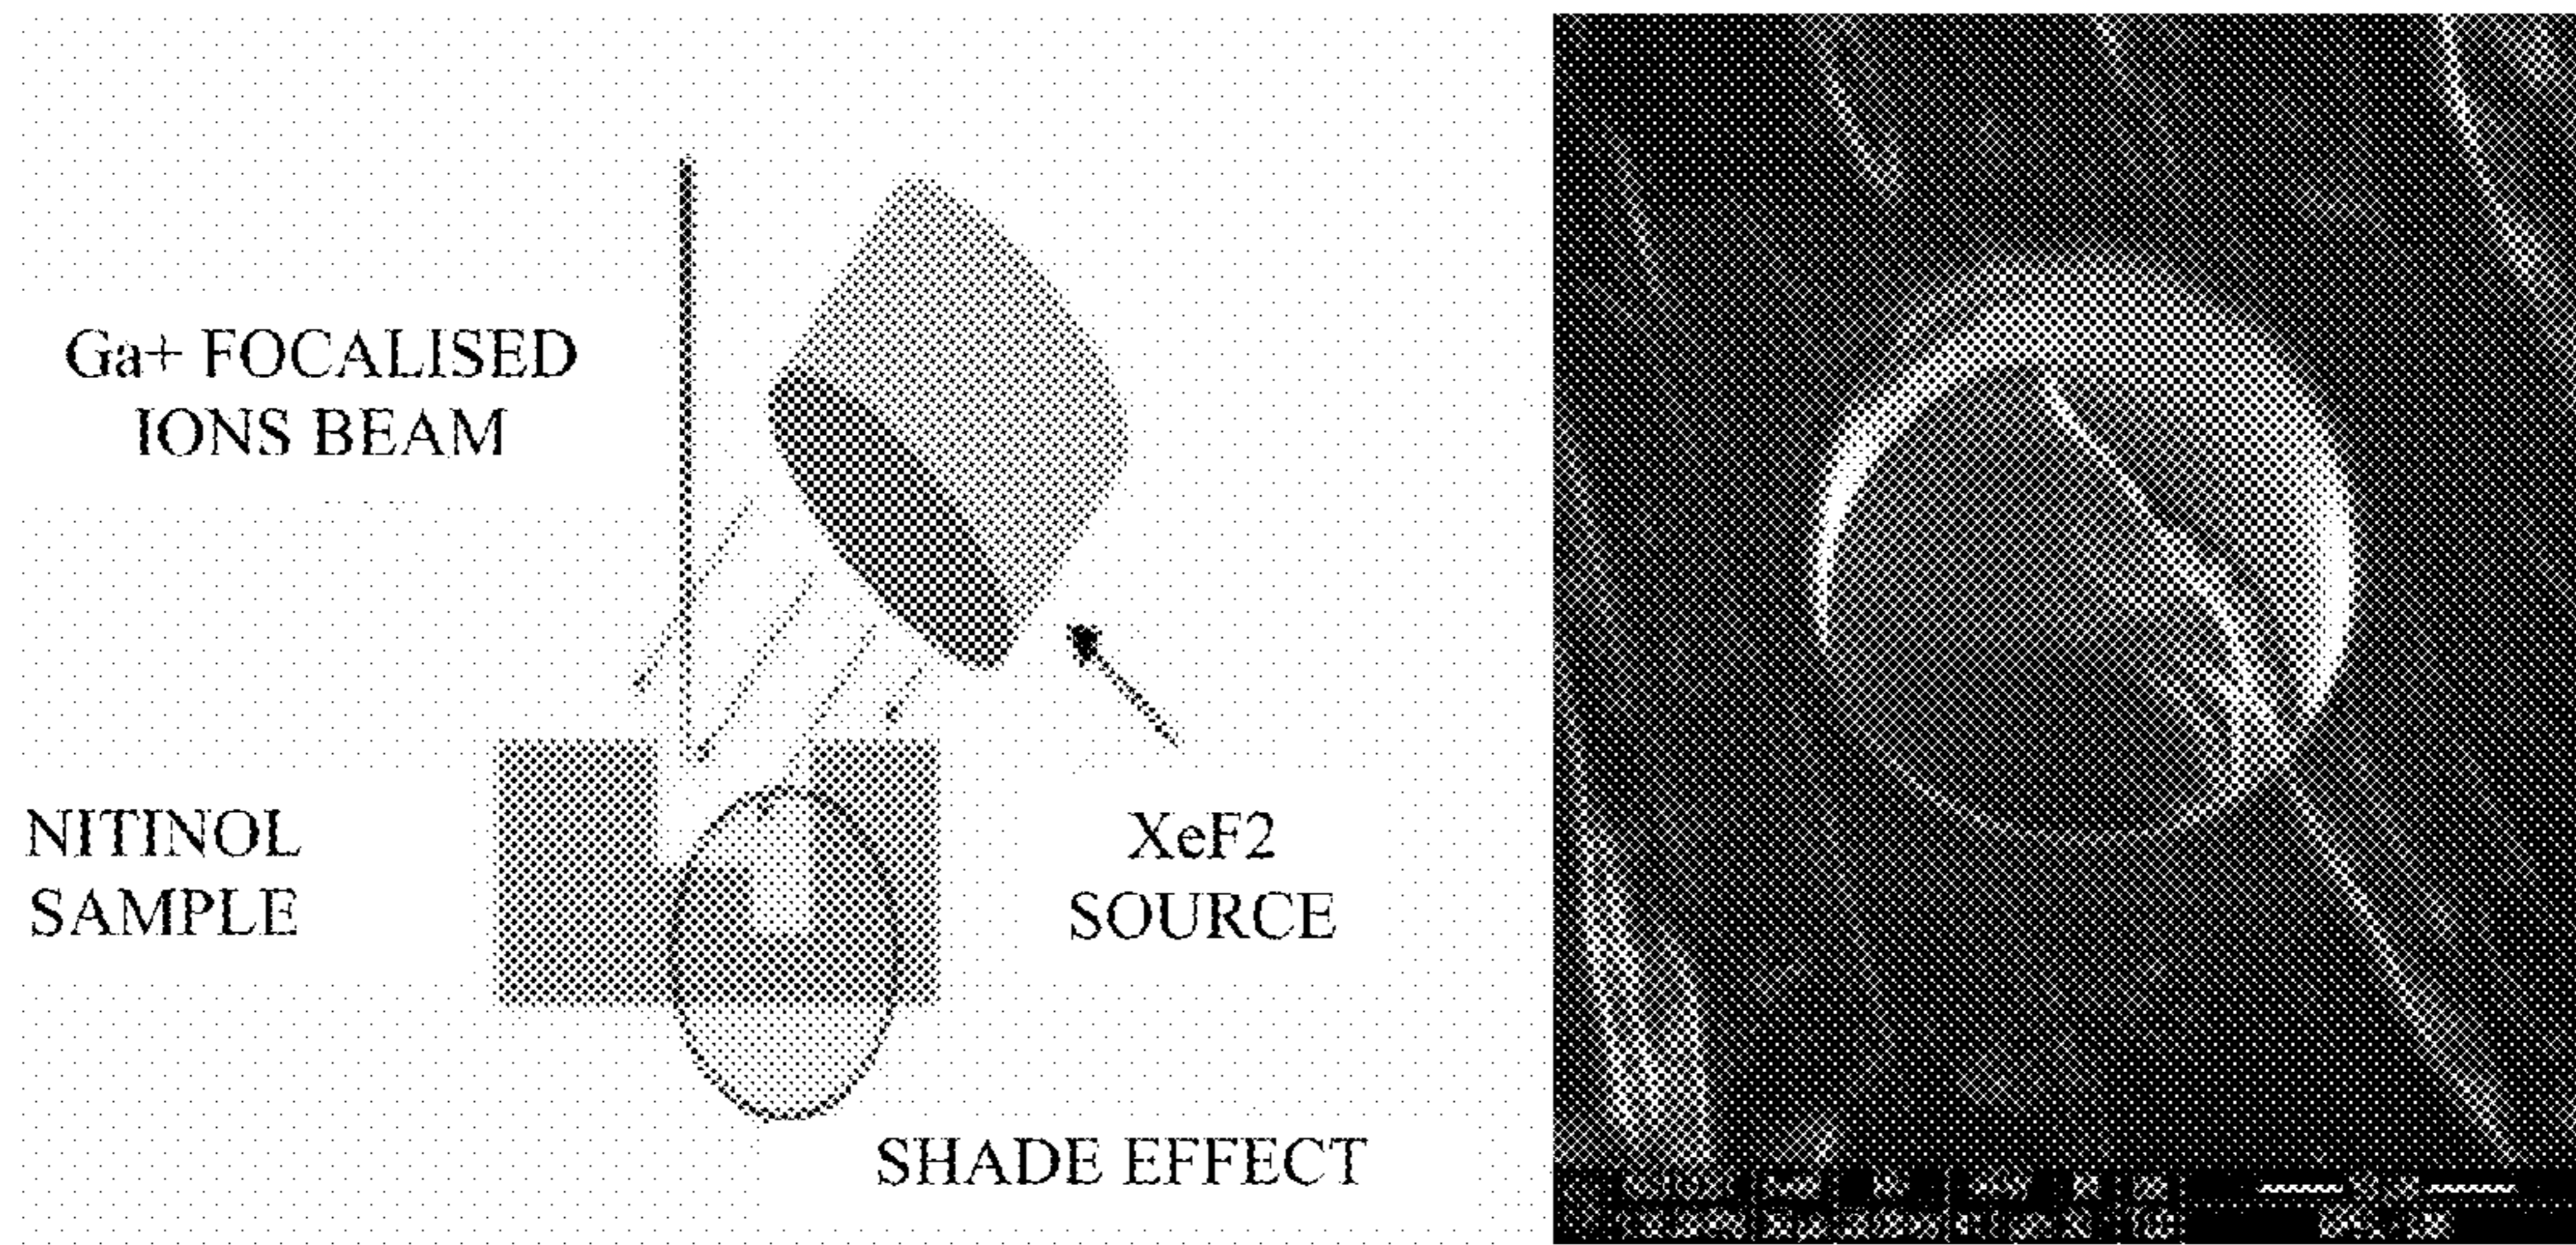 Ga+ FOCALISED
IONS BEAM
NITINOL
SAMPLE
XeF2
SOURCE
SHADE EFFECT